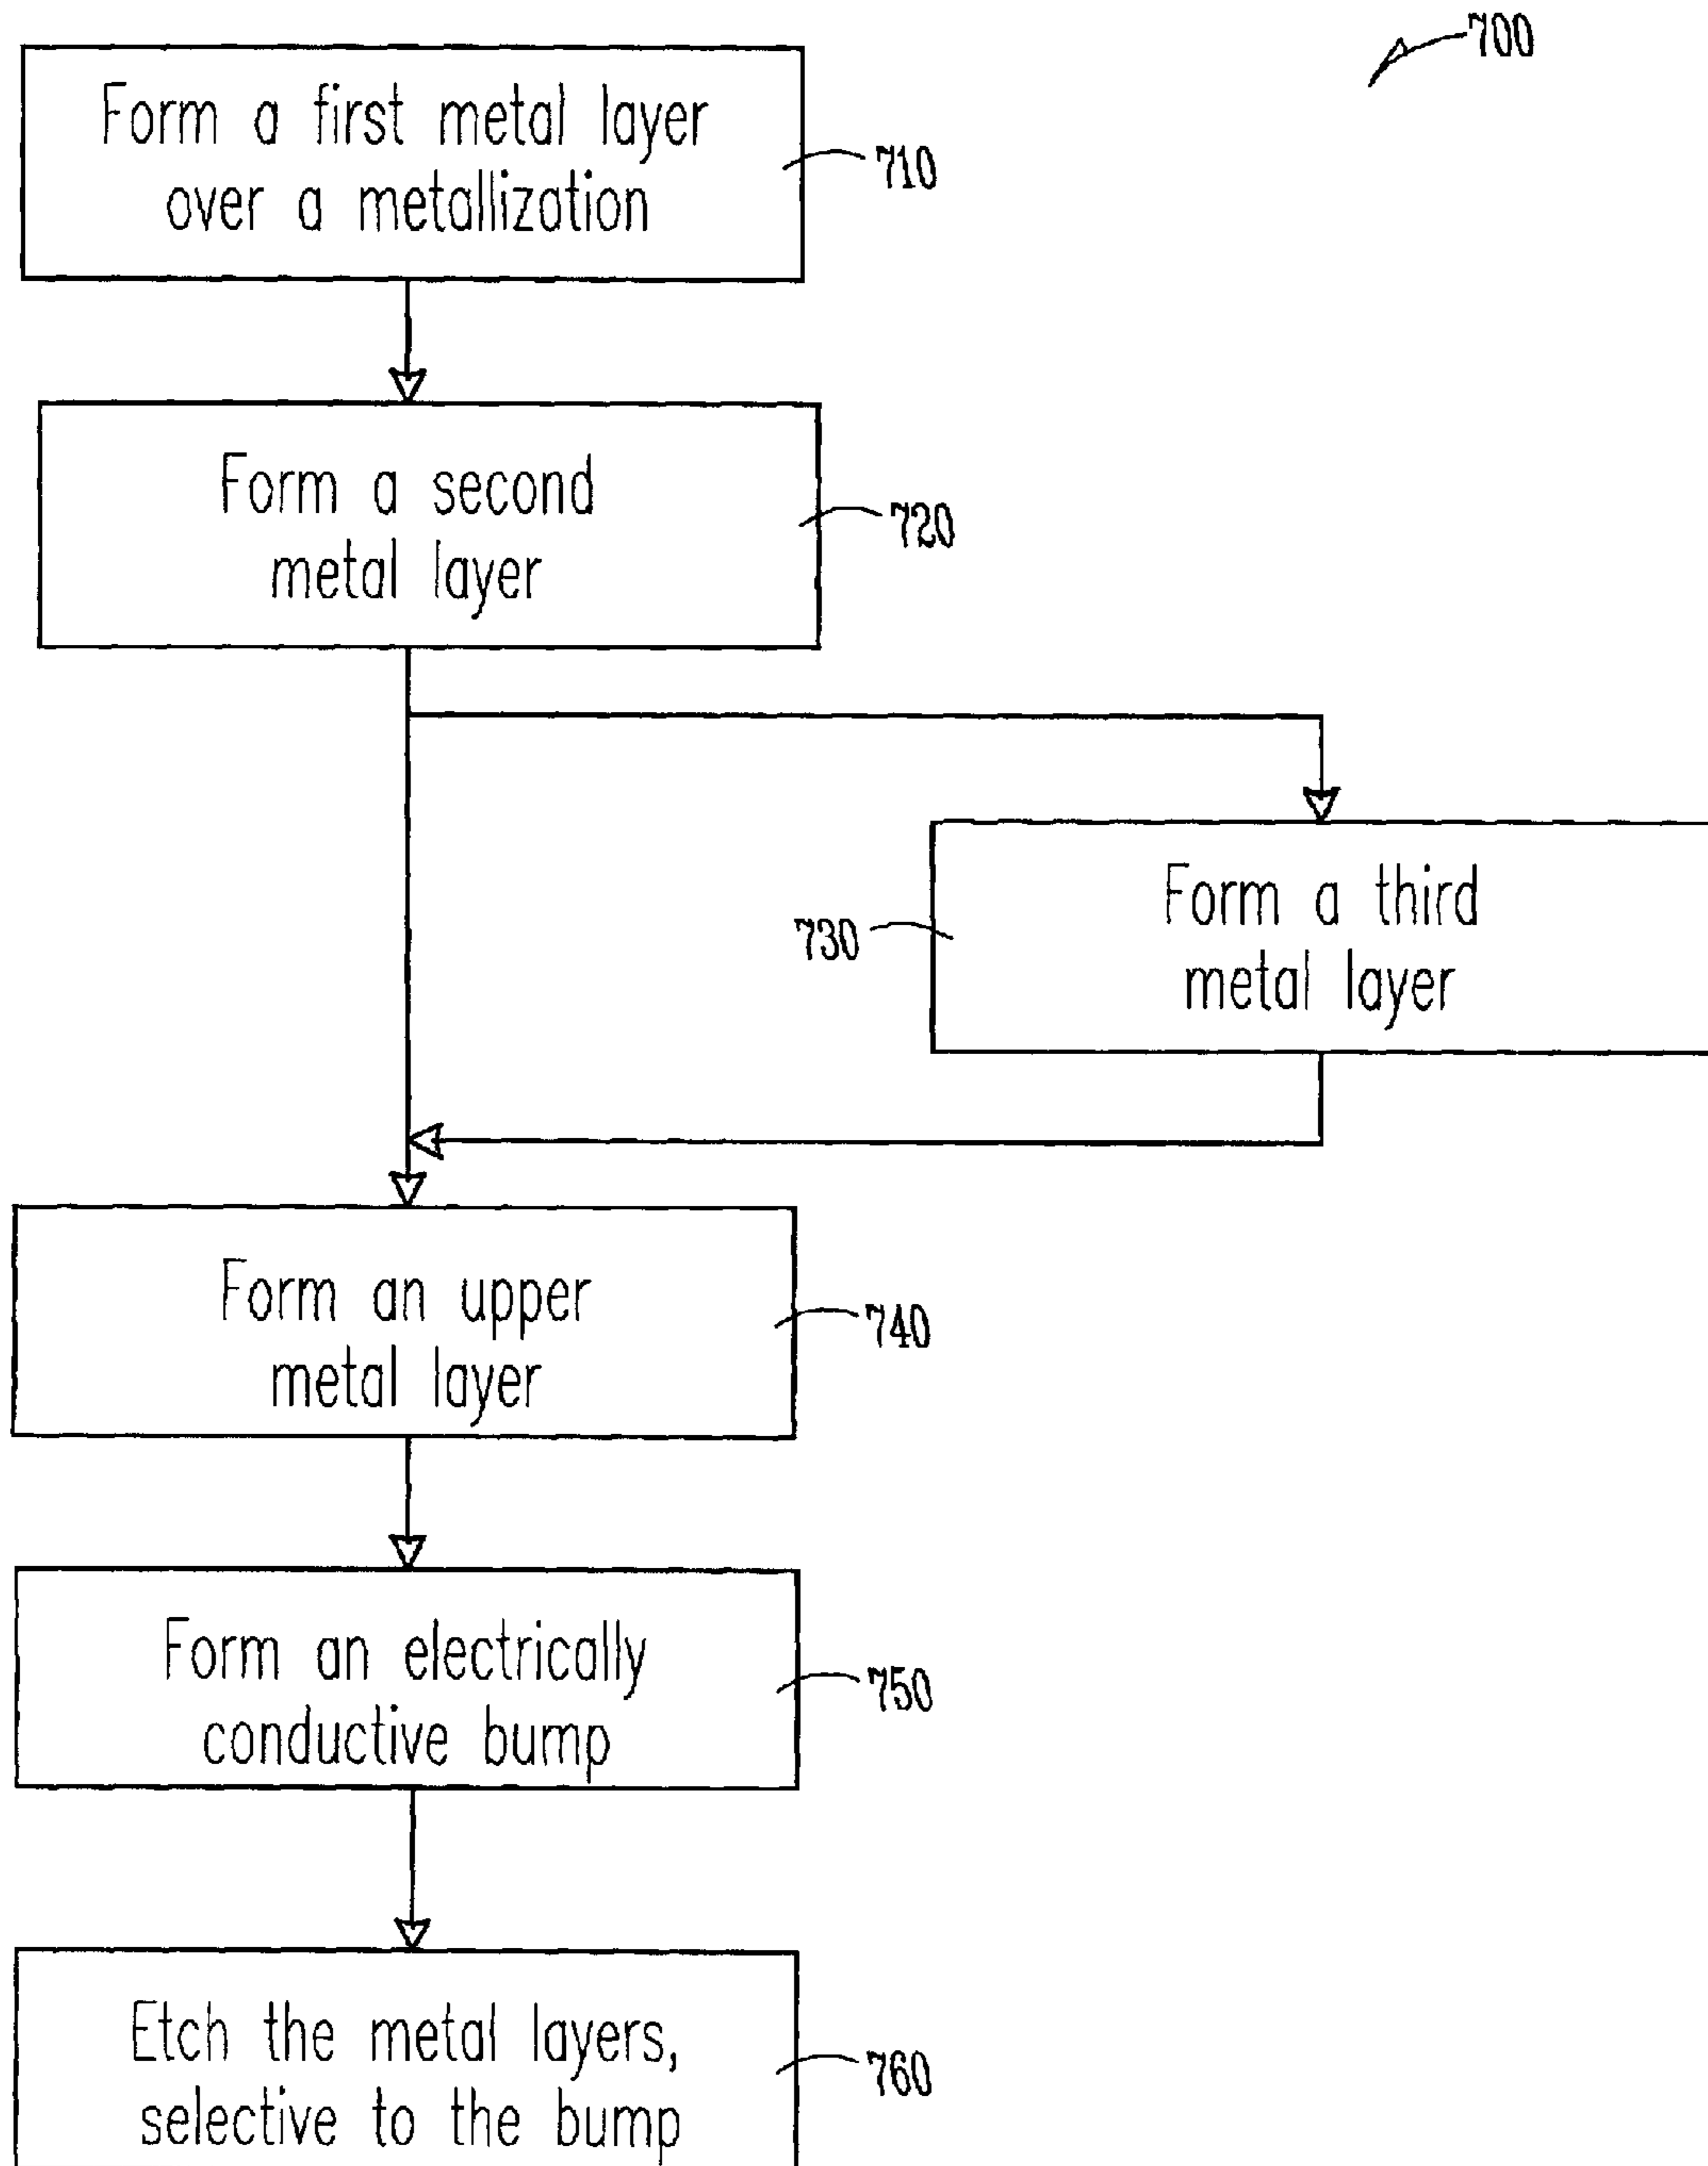 700
Form a first metal layer
over a metallization
710
Form a second
metal layer
720
Form a third
metal layer
730
Form an upper
metal layer
740
Form an electrically
conductive bump
750
Etch the metal layers,
selective to the bump
760